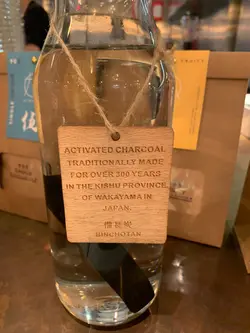 ACTIVATED CHARCOAL
TRADITIONALLY MADE
FOR OVER 300 YEARS
IN THE KISHU PROVINCE
OF WAKAYAMA IN
JAPAN
備長炭
BINCHOTAN